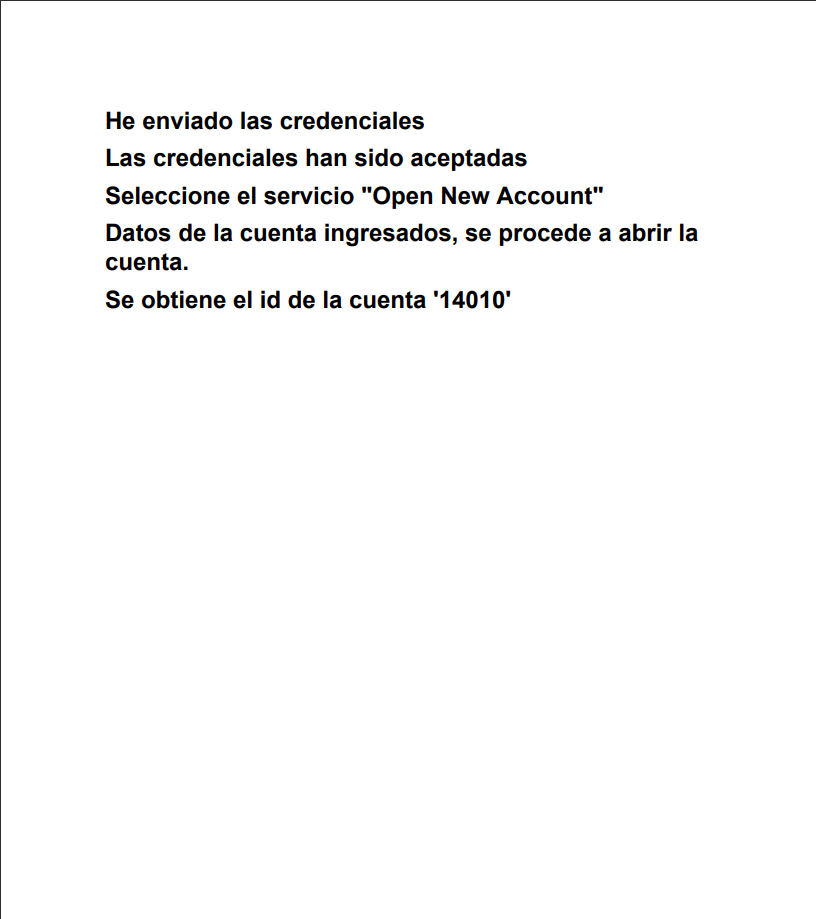 He enviado las credenciales
Las credenciales han sido aceptadas
Seleccione el servicio "Open New Account"
Datos de la cuenta ingresados, se procede a abrir la
cuenta.
Se obtiene el id de la cuenta '14010'